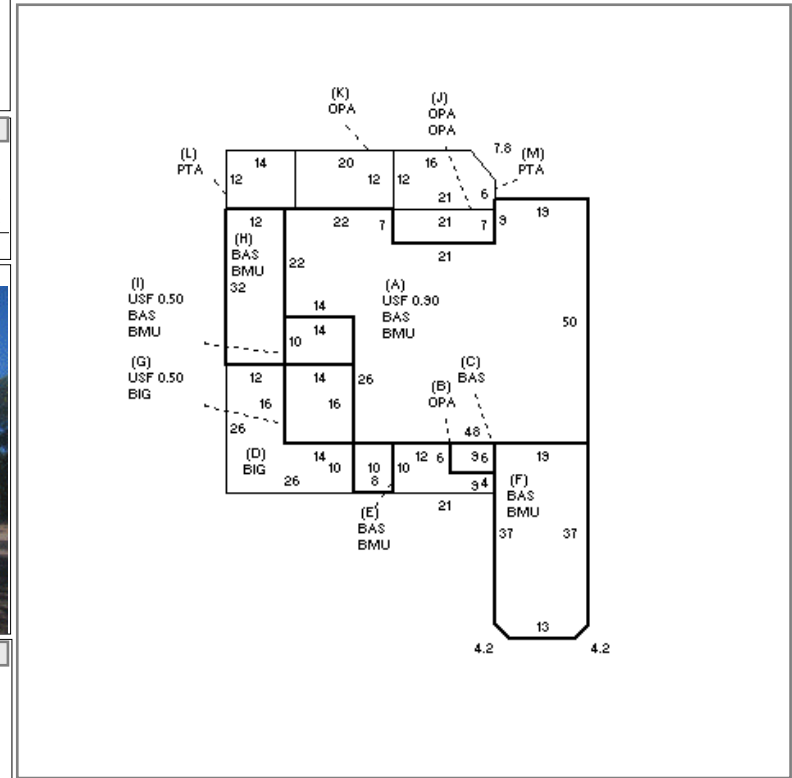 (K)
OPA
(J)
OPA
OPA
(L)
PTA
14
20
16
7.8
(M)
PTA
12
12
12
6
21
12
22
7
21
7
9
19
21
(H)
BAS
BMU
32
22
(I)
USF 0.50
BAS
BMU
14
14
10
(A)
USF 0.90
BAS
BMU
50
(G)
USF 0.50
BIG
12
14
26
16
16
(B)
OPA
(C)
BAS
26
48
(D)
BIG
14
10
10
8
10
12
6
9
6
19
26
9
4
21
(E)
BAS
BMU
(F)
BAS
BMU
37
37
13
4.2
4.2